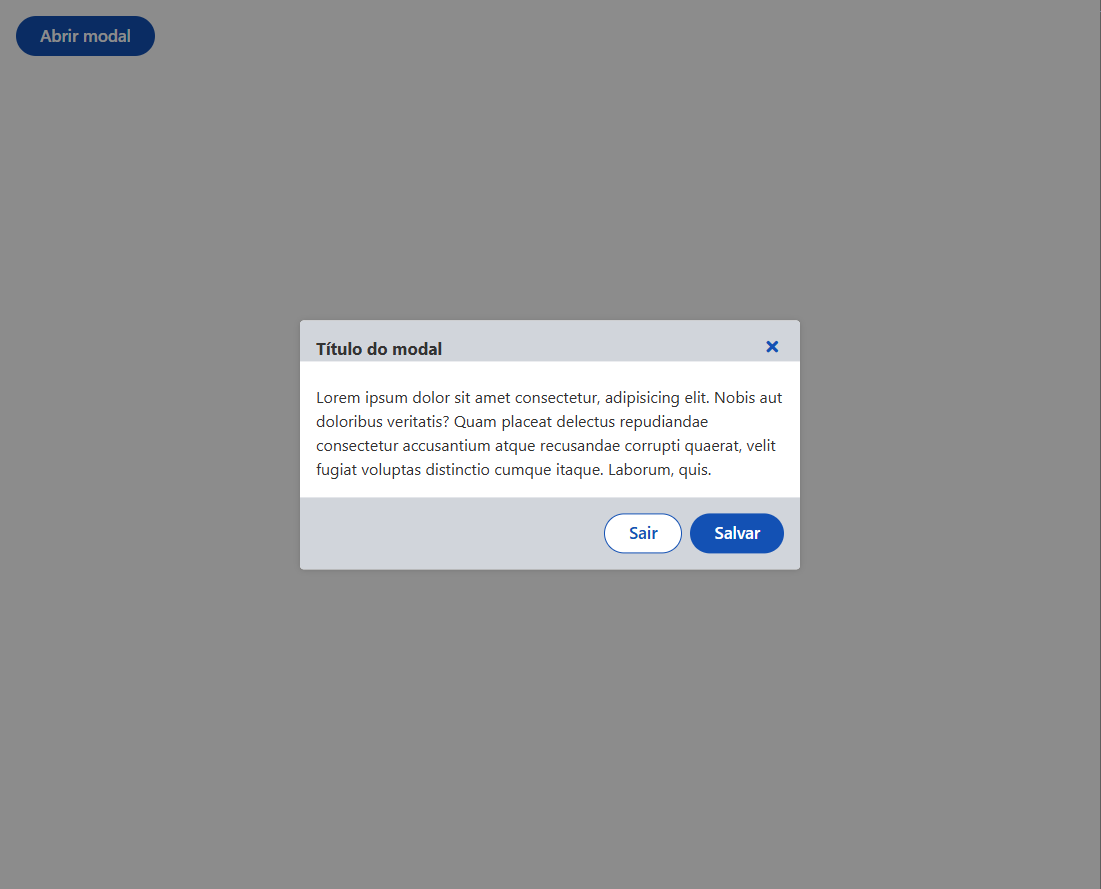 Abrir modal
Título do modal
Lorem ipsum dolor sit amet consectetur, adipisicing elit. Nobis aut
doloribus veritatis? Quam placeat delectus repudiandae
consectetur accusantium atque recusandae corrupti quaerat, velit
fugiat voluptas distinctio cumque itaque. Laborum, quis.
Sair
Salvar